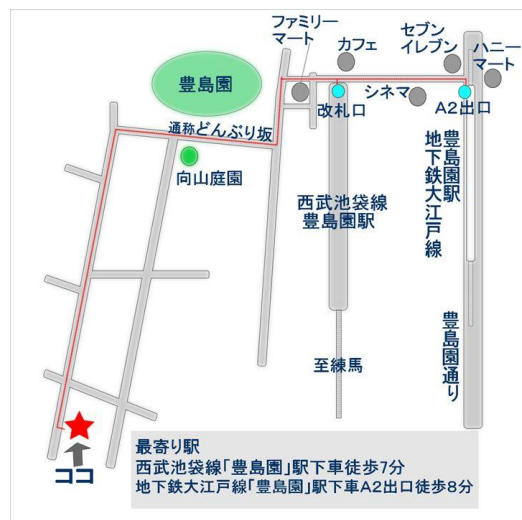 ファミリー
マート
カフェ
セブン
イレブン
ハニー
マート
豊島園
シネマ
改札口
A2出口
通称どんぶり坂
向山庭園
西武池袋線
豊島園駅
地下鉄大江戸線
豊島園駅
豊島園通り
至練馬
ココ
最寄り駅
西武池袋線「豊島園」駅下車徒歩7分
地下鉄大江戸線「豊島園」駅下車A2出口徒歩8分